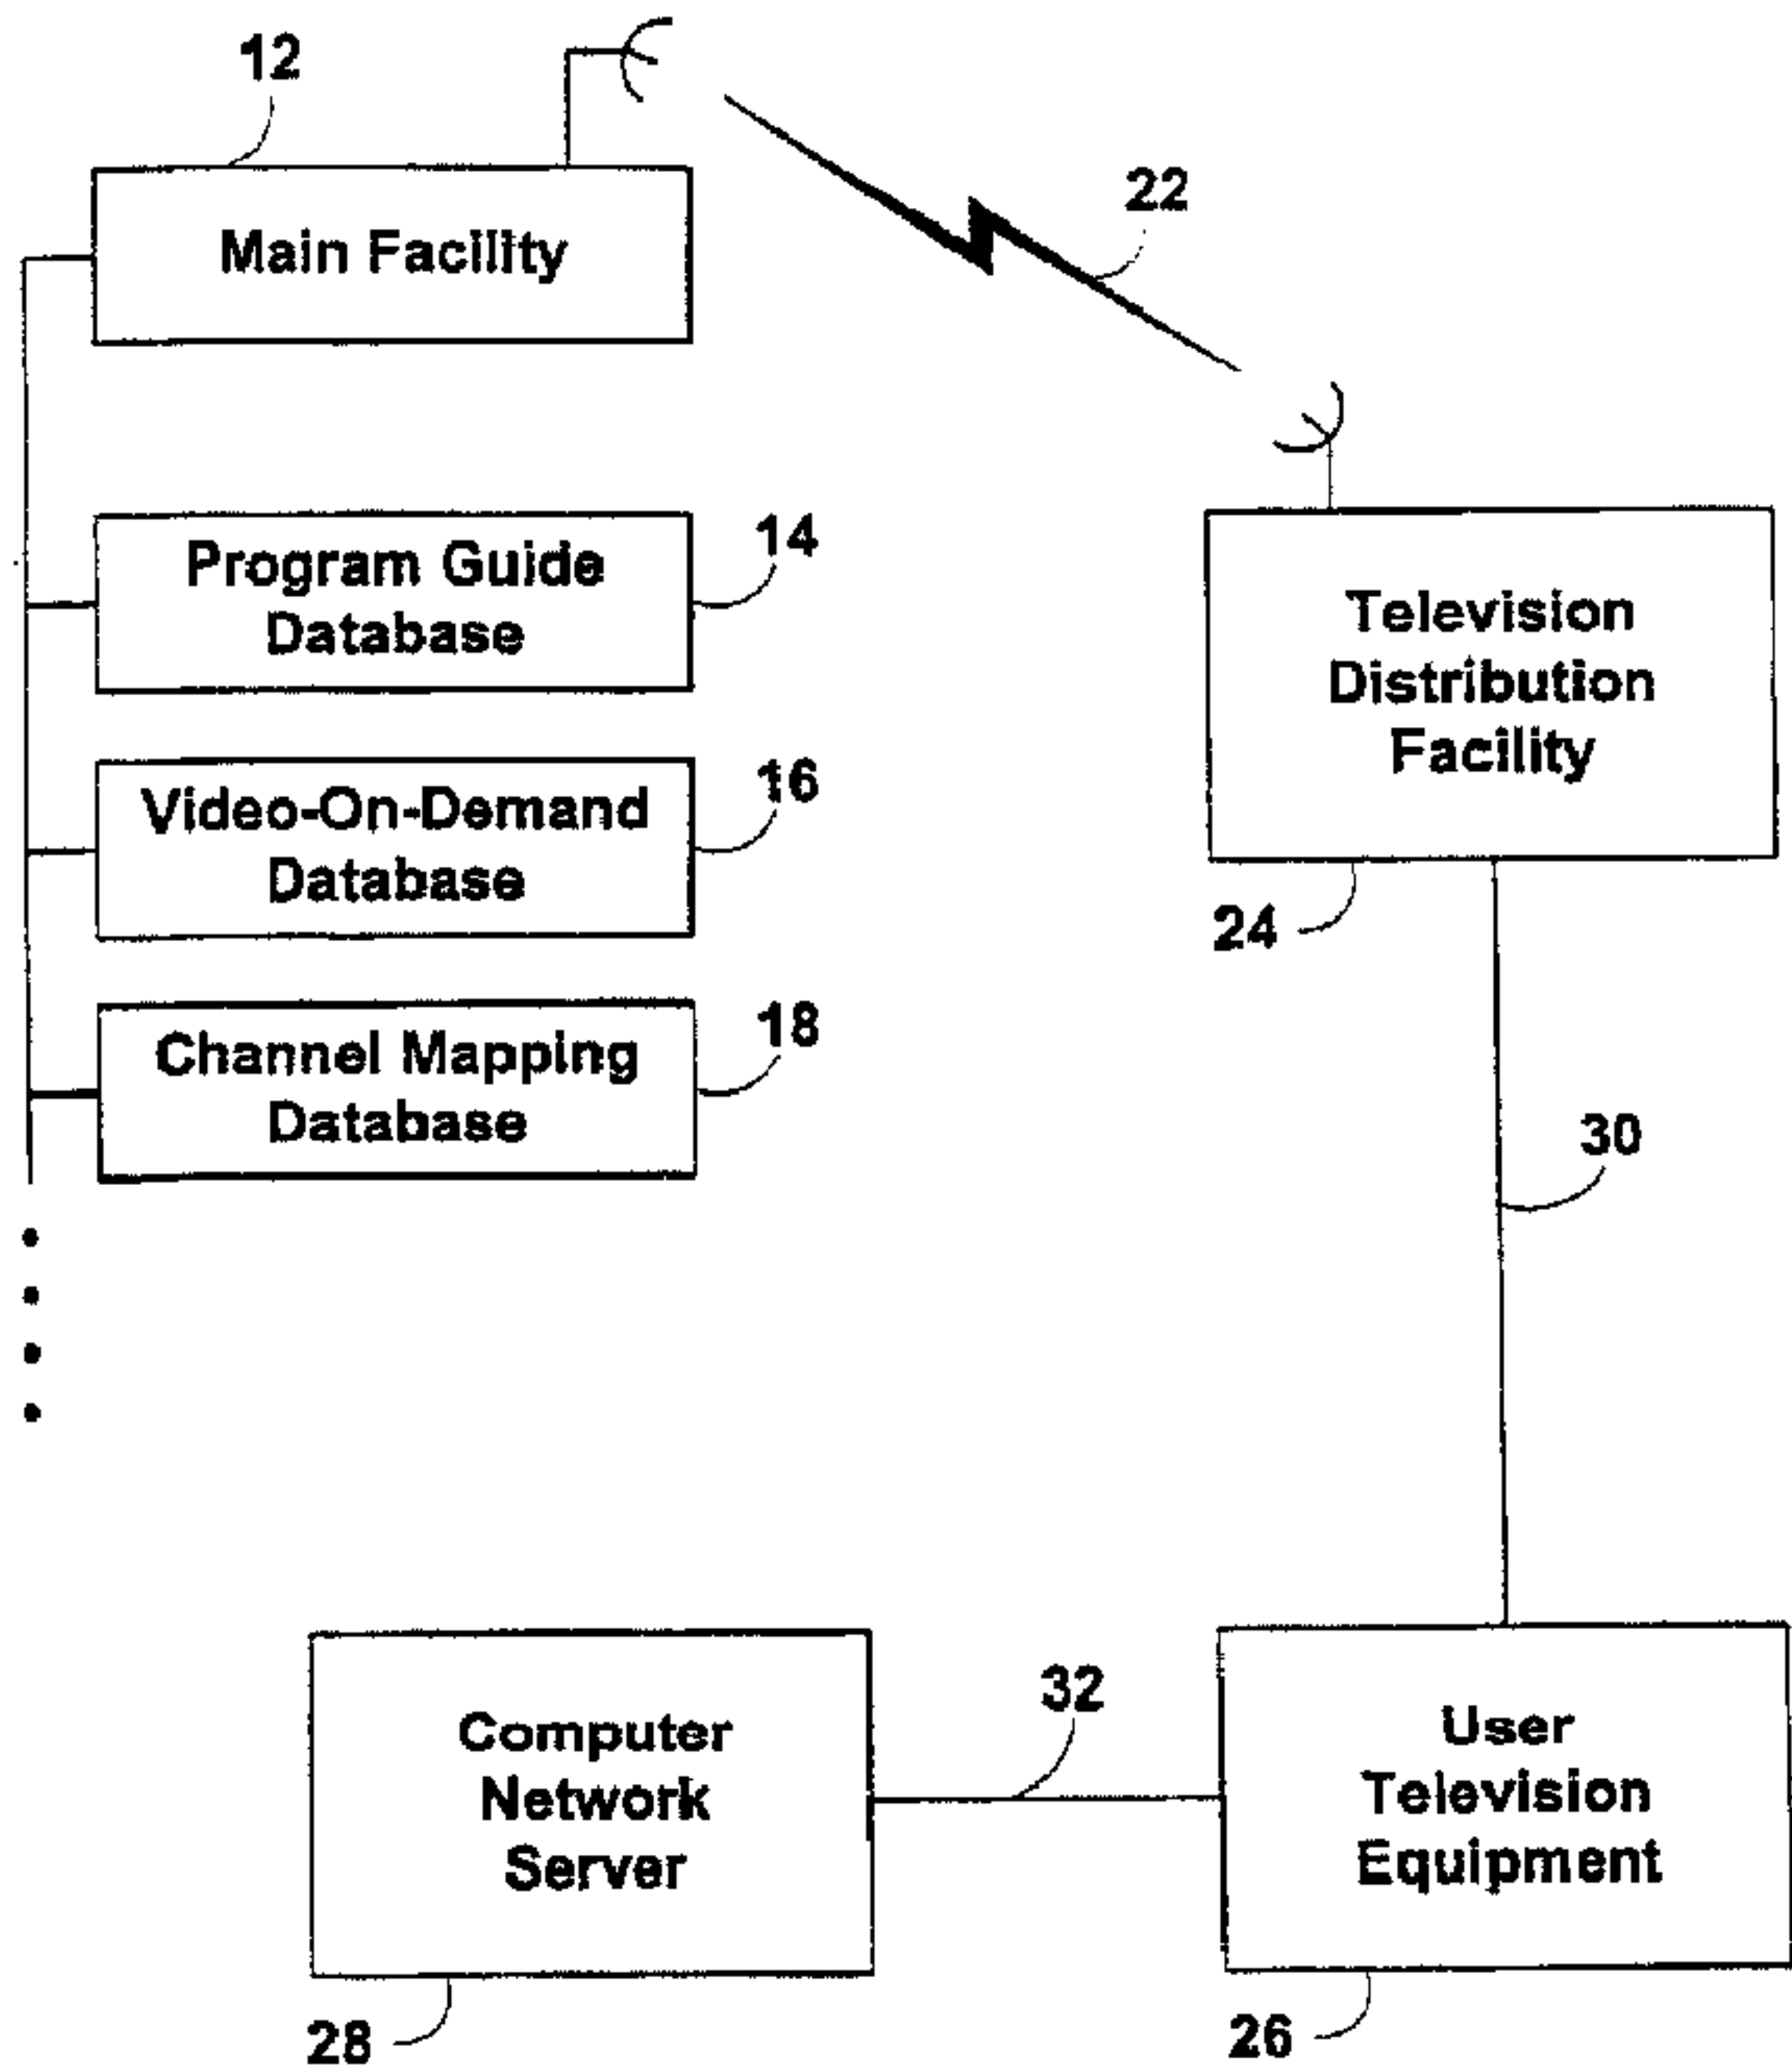 12
Main Facility
22
Program Guide
Database
14
Television
Distribution
Facility
Video-On-Demand
Database
16
24
Channel Mapping
Database
18
30
Computer
Network
Server
32
User
Television
Equipment
28
26